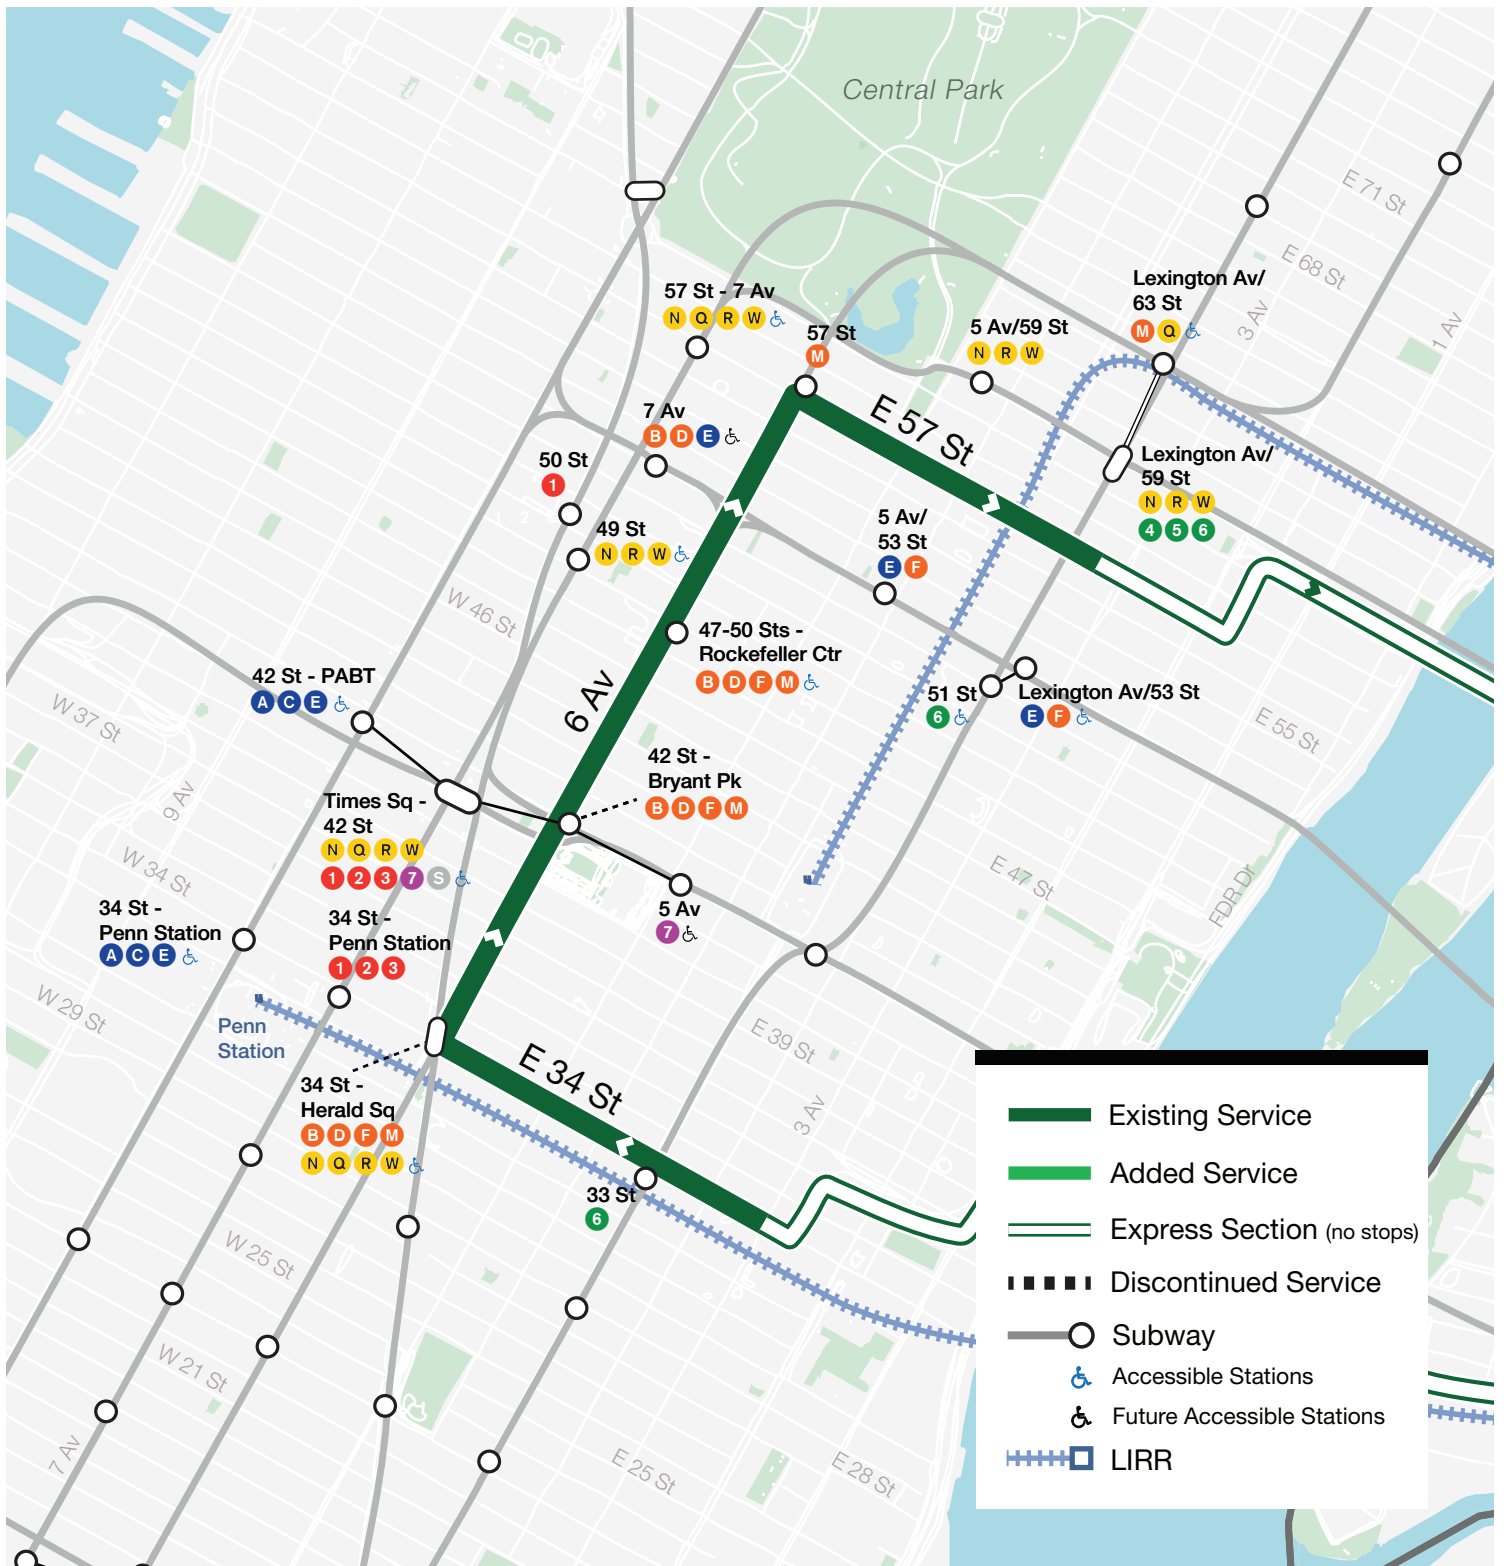 Central Park
E 71 St
E 68 St
3 Av
1 Av
Lexington Av/
63 St
M Q
57 St - 7 Av
N Q R W
57 St
M
5 Av/59 St
N R W
E 57 St
7 Av
B D E
Lexington Av/
59 St
N R W
4 5 6
50 St
1
49 St
N R W
5 Av/
53 St
E F
W 46 St
47-50 Sts -
Rockefeller Ctr
B D F M
6 Av
42 St - PABT
A C E
51 St
6
Lexington Av/53 St
E F
W 37 St
E 55 St
42 St -
Bryant Pk
B D F M
9 Av
Times Sq -
42 St
N Q R W
1 2 3 7 S
W 34 St
E 47 St
FDR Dr
5 Av
7
34 St -
Penn Station
A C E
34 St -
Penn Station
1 2 3
W 29 St
Penn
Station
E 39 St
E 34 St
34 St -
Herald Sq
B D F M
N Q R W
3 Av
33 St
6
W 25 St
W 21 St
7 Av
E 25 St
E 28 St
Existing Service
Added Service
Express Section (no stops)
Discontinued Service
Subway
Accessible Stations
Future Accessible Stations
LIRR